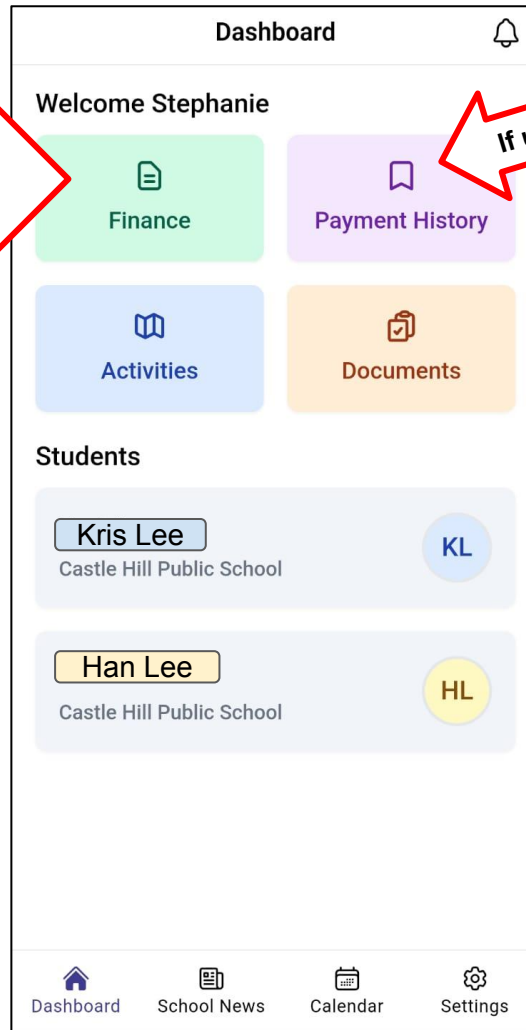 Dashboard
Welcome Stephanie
If
Finance
Payment History
Activities
Documents
Students
Kris Lee
Castle Hill Public School
KL
Han Lee
Castle Hill Public School
HL
Dashboard
School News
Calendar
Settings